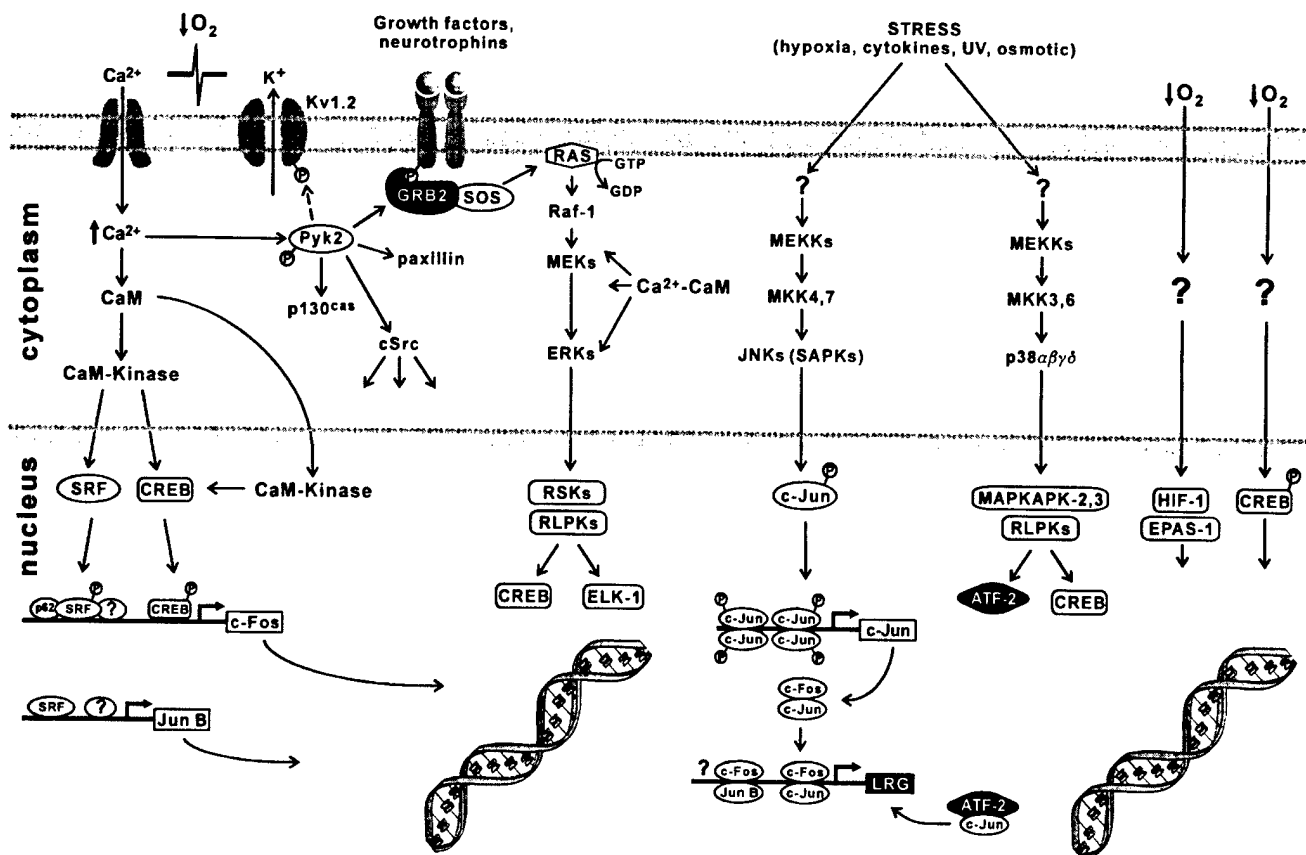 ↓O₂
Growth factors,
neurotrophins
STRESS
(hypoxia, cytokines, UV, osmotic)
Ca²⁺
K⁺
Kv1.2
↓O₂
↓O₂
cytoplasm
nucleus
P
P
GRB2
SOS
RAS
GTP
GDP
↑Ca²⁺
Pyk2
P
paxillin
p130cas
cSrc
CaM
CaM-Kinase
Raf-1
MEKs
Ca²⁺-CaM
ERKs
?
MEKKs
MKK4,7
JNKs (SAPKs)
?
MEKKs
MKK3,6
p38αβγδ
?
?
SRF
CREB
CaM-Kinase
RSKs
RLPKs
CREB
ELK-1
P
c-Jun
MAPKAPK-2,3
RLPKs
ATF-2
CREB
HIF-1
EPAS-1
P
CREB
P
P
p62
SRF
?
CREB
c-Fos
SRF
?
Jun B
P
P
c-Jun
c-Jun
c-Jun
c-Jun
P
P
c-Jun
c-Fos
c-Jun
?
c-Fos
Jun B
c-Fos
c-Jun
LRG
ATF-2
c-Jun